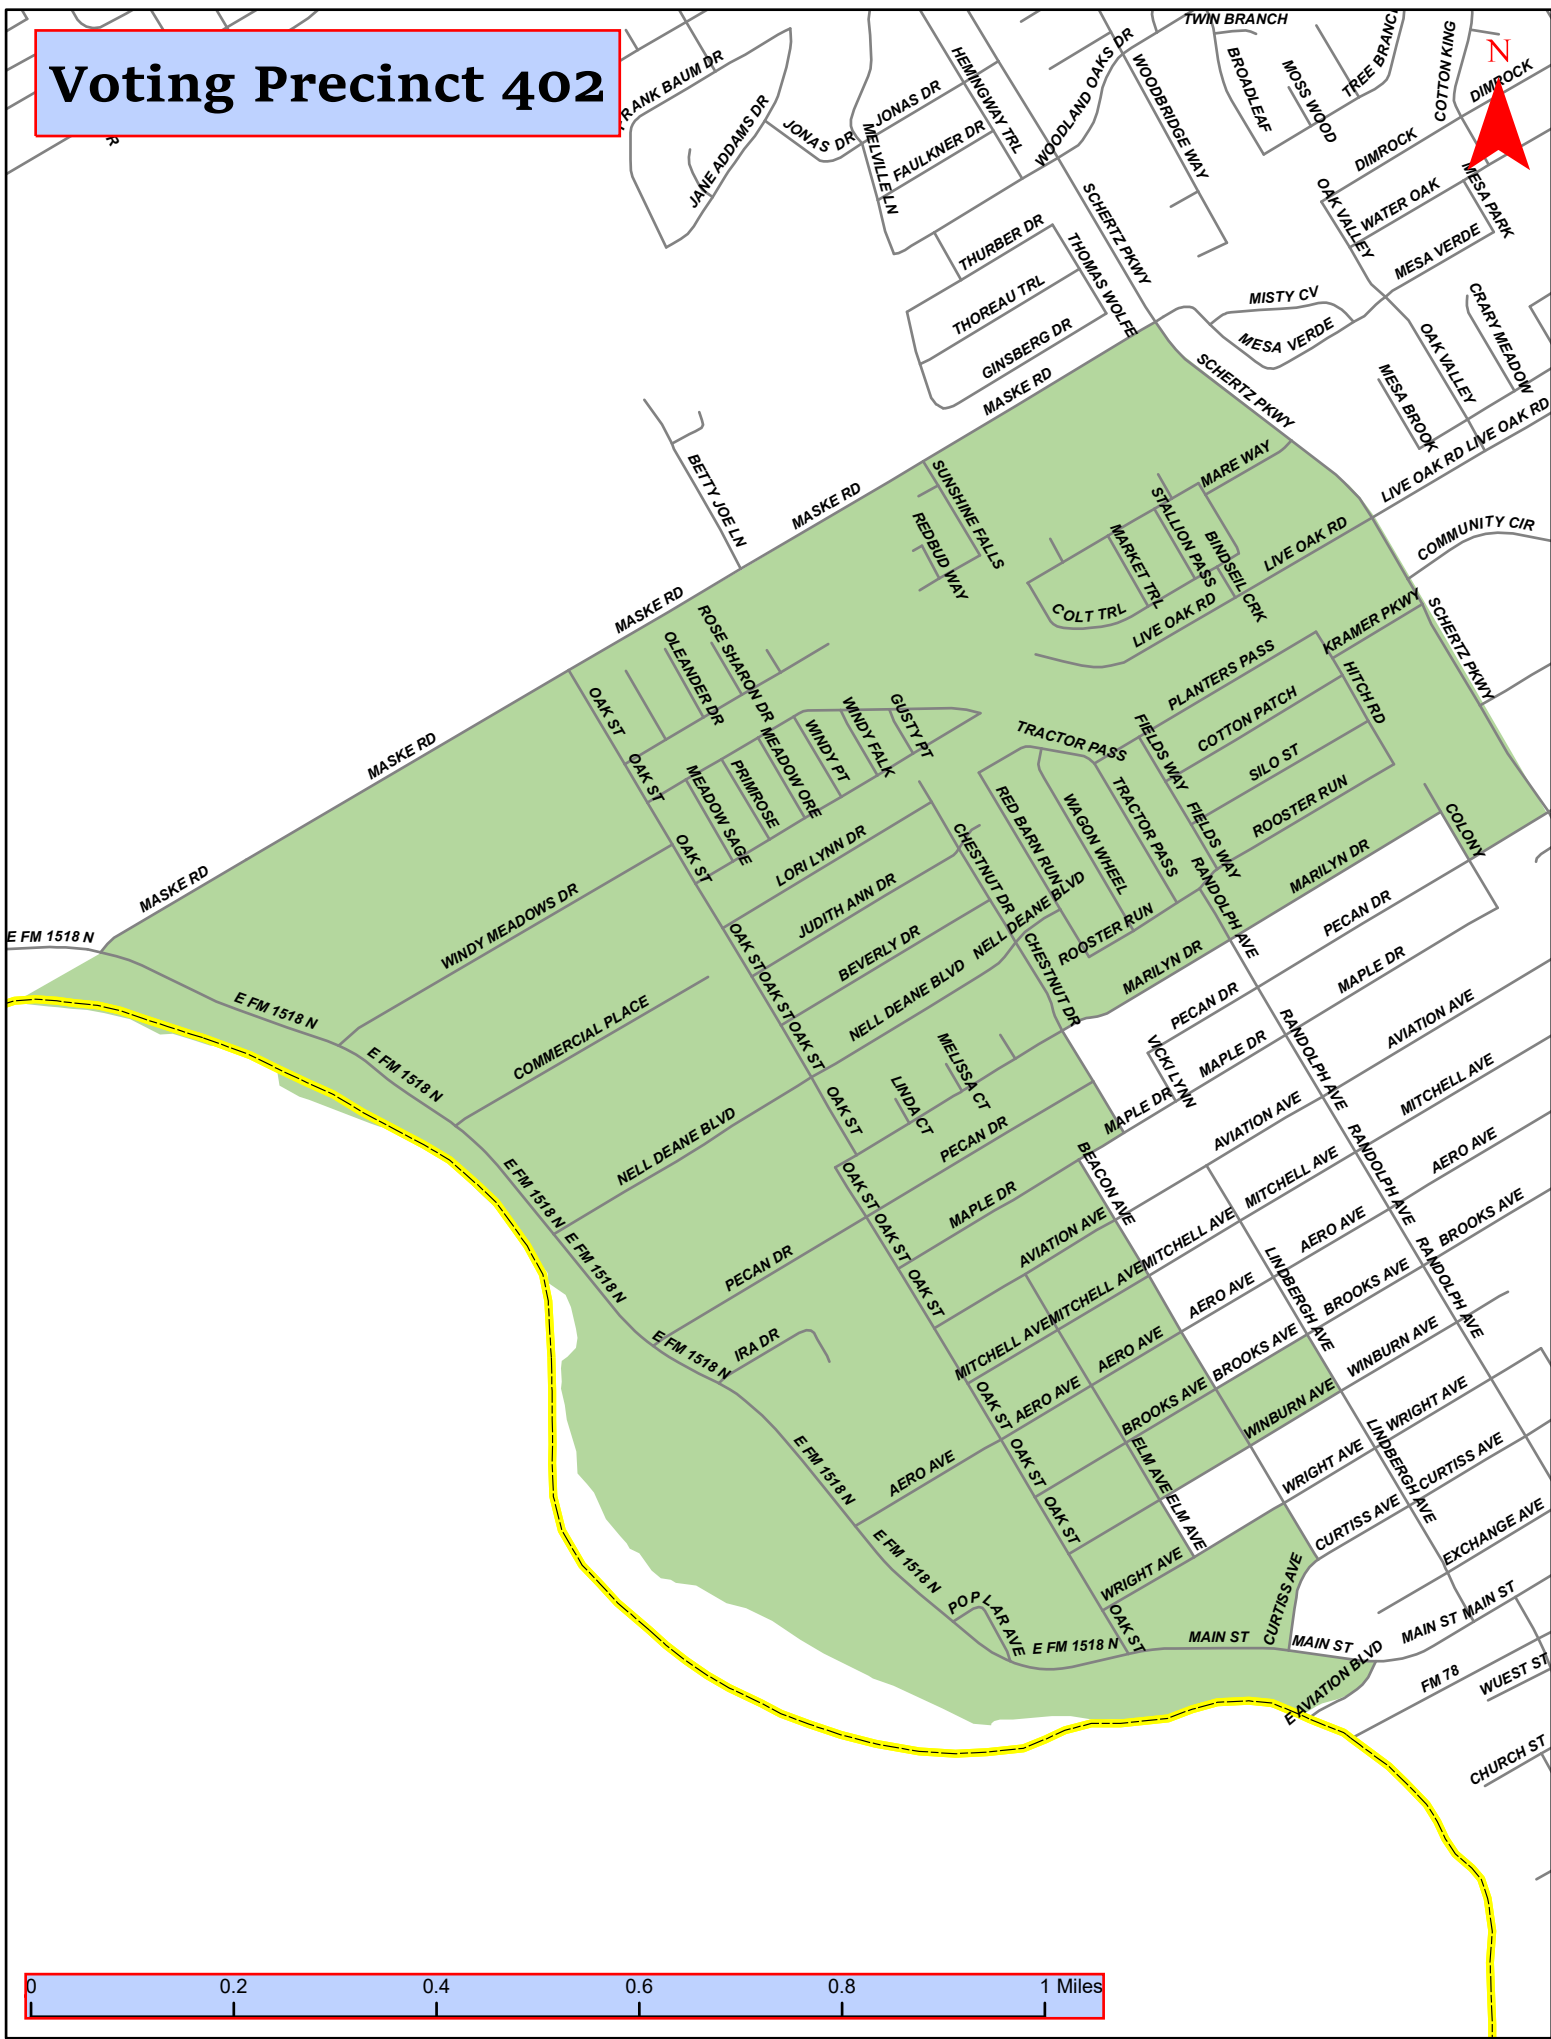 Voting Precinct 402
N
TWIN BRANCH
FRANK BAUM DR
JANE ADDAMS DR
JONAS DR
JONAS DR
MELVILLE LN
FAULKNER DR
HEMINGWAY TRL
WOODLAND OAKS DR
WOODBRIDGE WAY
BROADLEAF
MOSS WOOD
TREE BRANCH
COTTON KING
DIMROCK
DIMROCK
WATER OAK
MESA PARK
OAK VALLEY
MESA VERDE
SCHERTZ PKWY
THURBER DR
THOMAS WOLFE
THOREAU TRL
GINSBERG DR
MISTY CV
MESA VERDE
CRARY MEADOW
OAK VALLEY
MESA BROOK
SCHERTZ PKWY
MASKE RD
LIVE OAK RD
LIVE OAK RD
BETTY JOE LN
MASKE RD
SUNSHINE FALLS
REDBUD WAY
MARE WAY
STALLION PASS
MARKET TRL
BINDSEIL CRK
LIVE OAK RD
COMMUNITY CIR
COLT TRL
LIVE OAK RD
MASKE RD
KRAMER PKWY
SCHERTZ PKWY
ROSE SHARON DR
OLEANDER DR
PLANTERS PASS
HITCH RD
COTTON PATCH
OAK ST
GUSTY PT
WINDY FALK
WINDY PT
MEADOW ORE
PRIMROSE
MEADOW SAGE
TRACTOR PASS
FIELDS WAY
SILO ST
MASKE RD
OAK ST
RED BARN RUN
WAGON WHEEL
TRACTOR PASS
FIELDS WAY
ROOSTER RUN
COLONY
OAK ST
LORI LYNN DR
CHESTNUT DR
MARILYN DR
MASKE RD
JUDITH ANN DR
NELL DEANE BLVD
RANDOLPH AVE
PECAN DR
E FM 1518 N
WINDY MEADOWS DR
OAK ST
BEVERLY DR
ROOSTER RUN
MARILYN DR
MAPLE DR
CHESTNUT DR
OAK ST
NELL DEANE BLVD
E FM 1518 N
COMMERCIAL PLACE
OAK ST
PECAN DR
AVIATION AVE
MELISSA CT
VICKI LYNN
MAPLE DR
RANDOLPH AVE
E FM 1518 N
LINDA CT
OAK ST
MITCHELL AVE
NELL DEANE BLVD
PECAN DR
MAPLE DR
AVIATION AVE
RANDOLPH AVE
AERO AVE
BEACON AVE
MITCHELL AVE
E FM 1518 N
OAK ST
MAPLE DR
BROOKS AVE
OAK ST
AVIATION AVE
MITCHELL AVE
AERO AVE
RANDOLPH AVE
E FM 1518 N
PECAN DR
OAK ST
MITCHELL AVE
MITCHELL AVE
AERO AVE
LINDBERGH AVE
BROOKS AVE
IRA DR
E FM 1518 N
AERO AVE
BROOKS AVE
WINBURN AVE
OAK ST
AERO AVE
BROOKS AVE
WINBURN AVE
WRIGHT AVE
LINDBERGH AVE
CURTISS AVE
E FM 1518 N
AERO AVE
OAK ST
ELM AVE
WRIGHT AVE
OAK ST
ELM AVE
CURTISS AVE
EXCHANGE AVE
E FM 1518 N
WRIGHT AVE
CURTISS AVE
POPLAR AVE
OAK ST
E FM 1518 N
MAIN ST
MAIN ST
MAIN ST
MAIN ST
E AVIATION BLVD
FM 78
WUEST ST
CHURCH ST
0 0.2 0.4 0.6 0.8 1 Miles